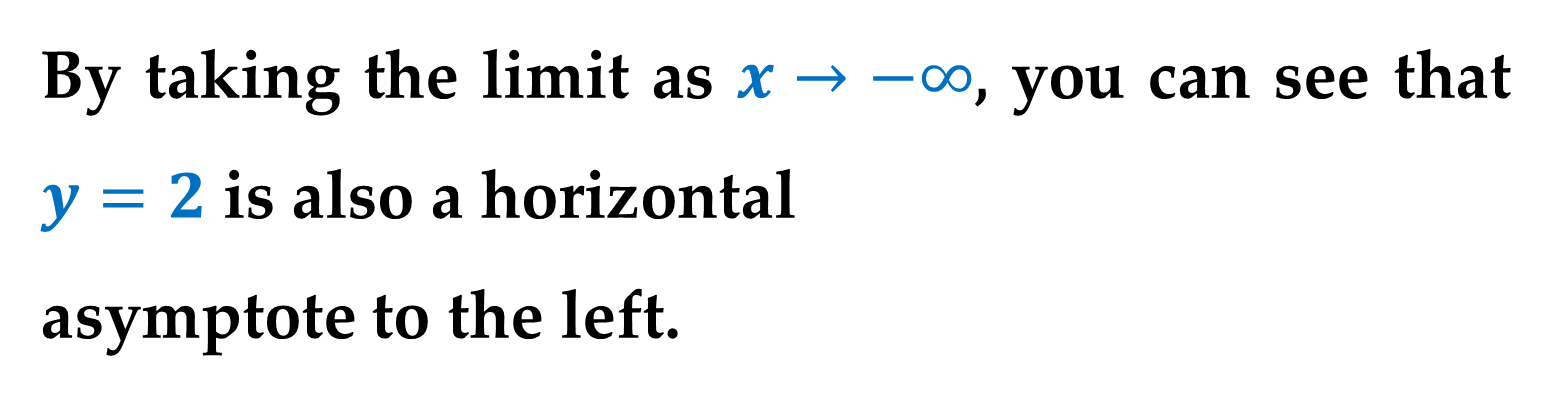 By taking the limit as x → −∞, you can see that
y = 2 is also a horizontal
asymptote to the left.